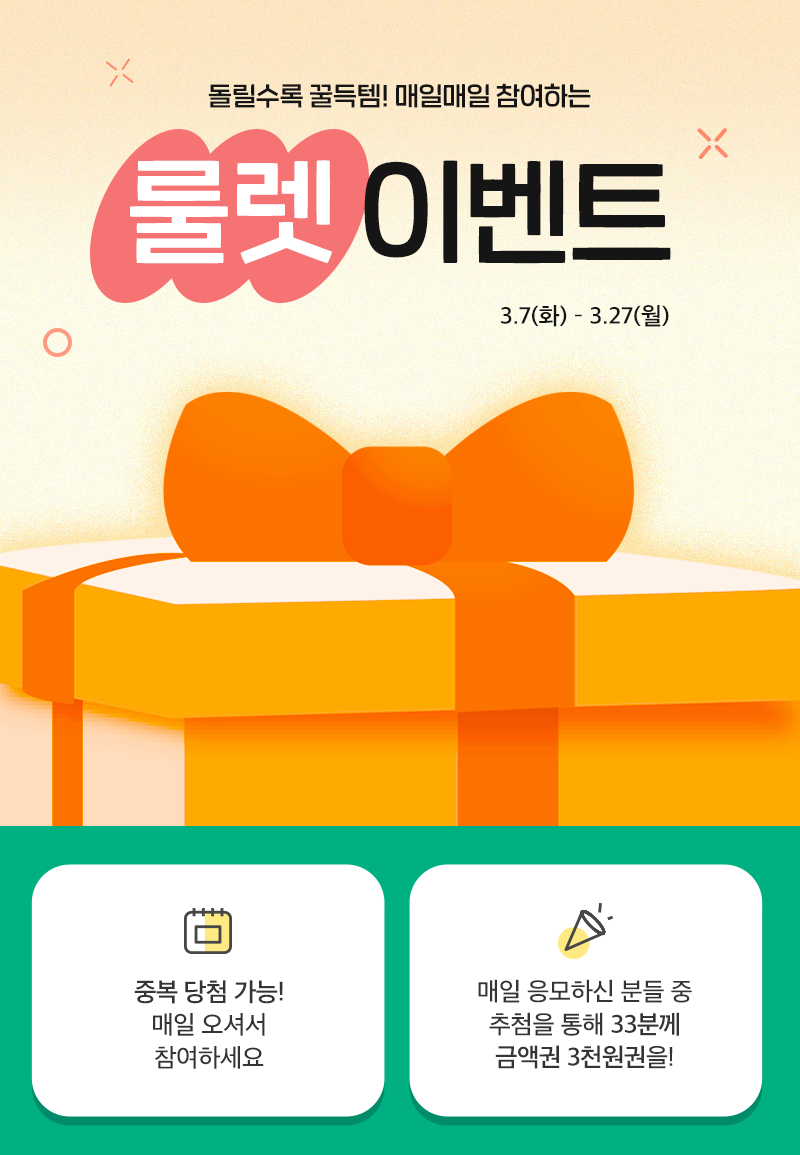 돌릴수록 꿀득템! 매일매일 참여하는
룰렛 이벤트
3.7(화) - 3.27(월)
중복 당첨 가능!
매일 오셔서
참여하세요
매일 응모하신 분들 중
추첨을 통해 33분께
금액권 3천원권을!